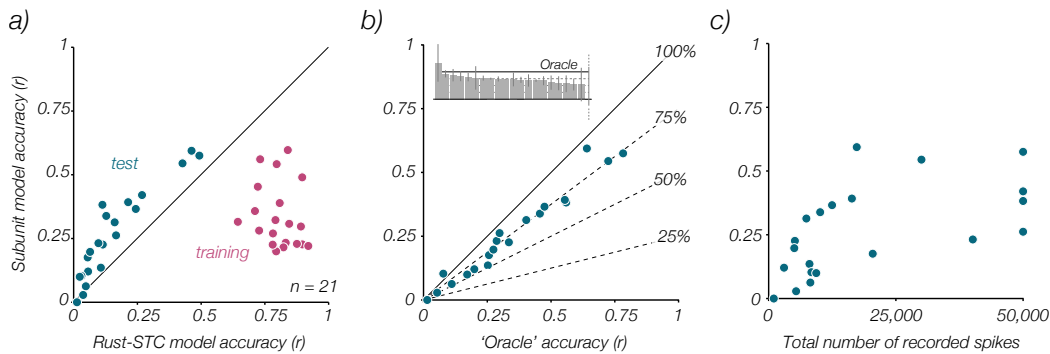 a)
1
0.75
0.5
0.25
0
Subunit model accuracy (r)
test
training
n = 21
0
0.25
0.5
0.75
1
Rust-STC model accuracy (r)
b)
1
0.75
0.5
0.25
0
Oracle
100%
75%
50%
25%
0
0.25
0.5
0.75
1
'Oracle' accuracy (r)
c)
1
0.75
0.5
0.25
0
25,000
50,000
Total number of recorded spikes